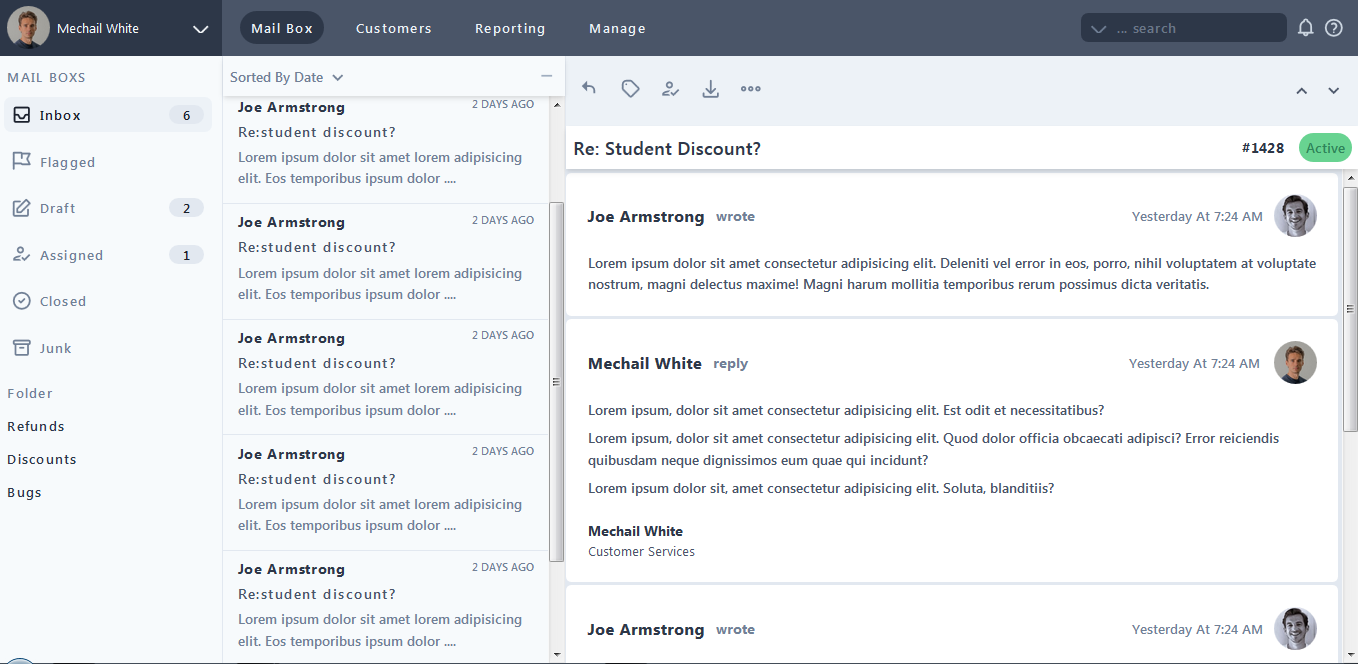 Mechail White
Mail Box
Customers
Reporting
Manage
... search
MAIL BOXS
Inbox 6
Flagged
Draft 2
Assigned 1
Closed
Junk
Folder
Refunds
Discounts
Bugs
Sorted By Date
Joe Armstrong 2 DAYS AGO
Re:student discount?
Lorem ipsum dolor sit amet lorem adipisicing
elit. Eos temporibus ipsum dolor ....
Joe Armstrong 2 DAYS AGO
Re:student discount?
Lorem ipsum dolor sit amet lorem adipisicing
elit. Eos temporibus ipsum dolor ....
Joe Armstrong 2 DAYS AGO
Re:student discount?
Lorem ipsum dolor sit amet lorem adipisicing
elit. Eos temporibus ipsum dolor ....
Joe Armstrong 2 DAYS AGO
Re:student discount?
Lorem ipsum dolor sit amet lorem adipisicing
elit. Eos temporibus ipsum dolor ....
Joe Armstrong 2 DAYS AGO
Re:student discount?
Lorem ipsum dolor sit amet lorem adipisicing
elit. Eos temporibus ipsum dolor ....
Re: Student Discount? #1428 Active
Joe Armstrong wrote Yesterday At 7:24 AM
Lorem ipsum dolor sit amet consectetur adipisicing elit. Deleniti vel error in eos, porro, nihil voluptatem at voluptate
nostrum, magni delectus maxime! Magni harum mollitia temporibus rerum possimus dicta veritatis.
Mechail White reply Yesterday At 7:24 AM
Lorem ipsum, dolor sit amet consectetur adipisicing elit. Est odit et necessitatibus?
Lorem ipsum, dolor sit amet consectetur adipisicing elit. Quod dolor officia obcaecati adipisci? Error reiciendis
quibusdam neque dignissimos eum quae qui incidunt?
Lorem ipsum dolor sit, amet consectetur adipisicing elit. Soluta, blanditiis?
Mechail White
Customer Services
Joe Armstrong wrote Yesterday At 7:24 AM